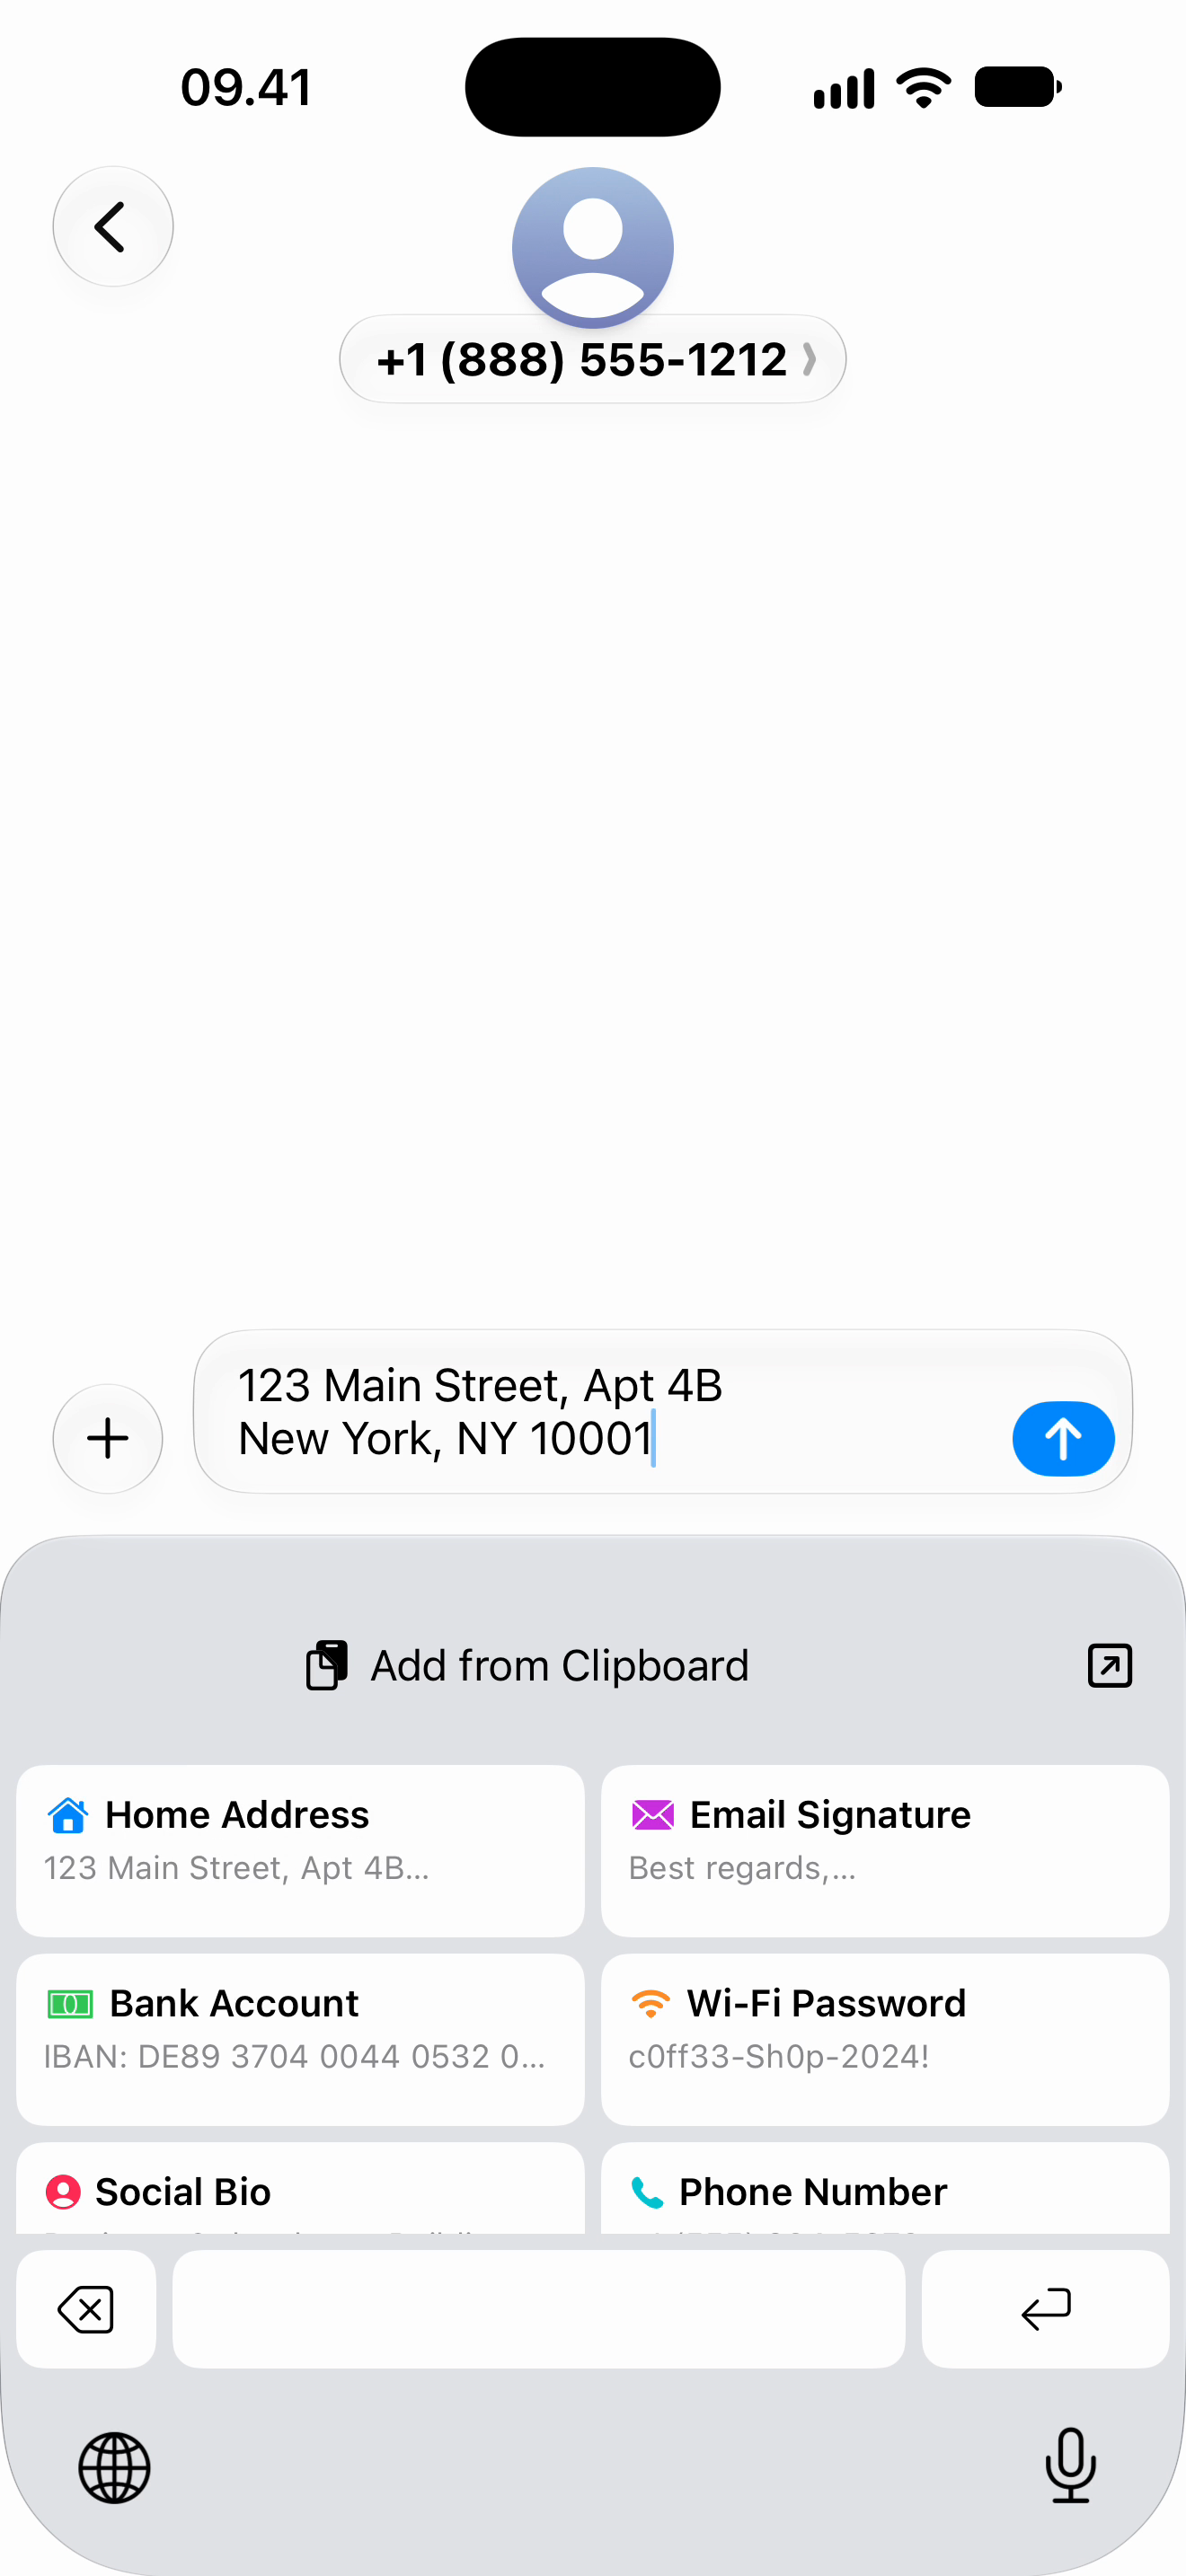 09.41
+1 (888) 555-1212
123 Main Street, Apt 4B
New York, NY 10001
Add from Clipboard
Home Address
123 Main Street, Apt 4B...
Email Signature
Best regards,...
Bank Account
IBAN: DE89 3704 0044 0532 0...
Wi-Fi Password
c0ff33-Sh0p-2024!
Social Bio
Phone Number